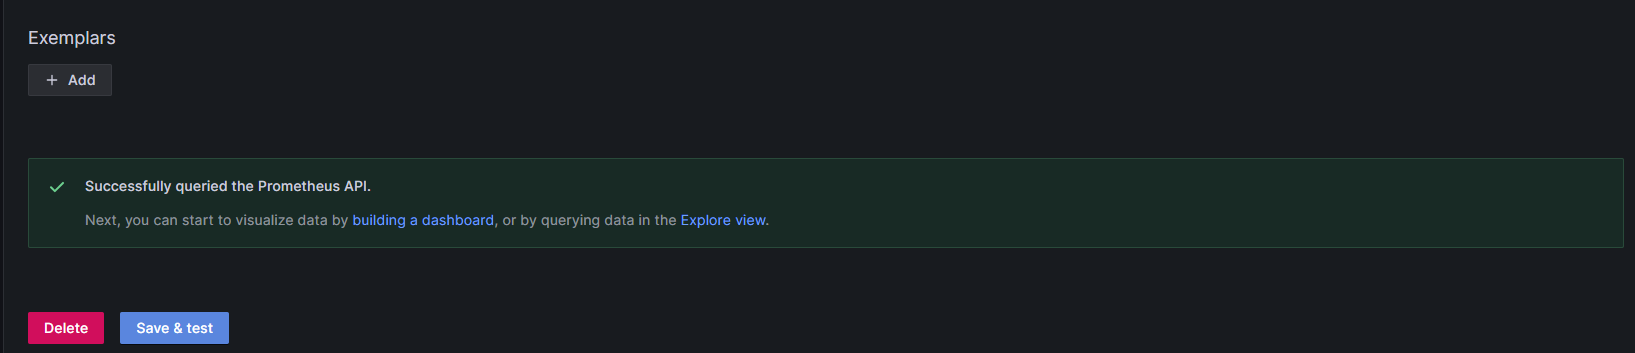 Exemplars
+ Add
Successfully queried the Prometheus API.
Next, you can start to visualize data by building a dashboard, or by querying data in the Explore view.
Delete Save & test